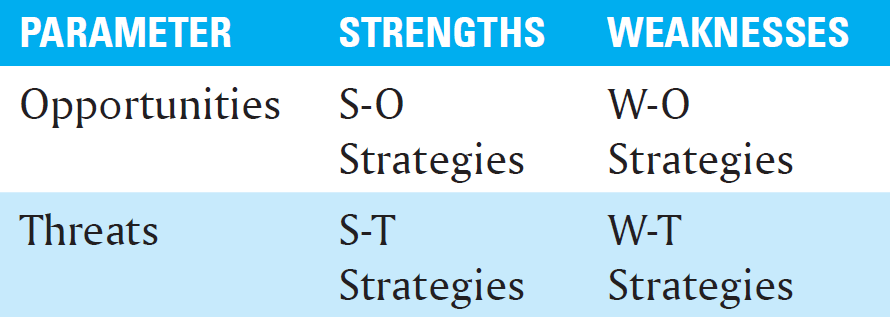 PARAMETER STRENGTHS WEAKNESSES
Opportunities S-O W-O
Strategies Strategies
Threats S-T W-T
Strategies Strategies